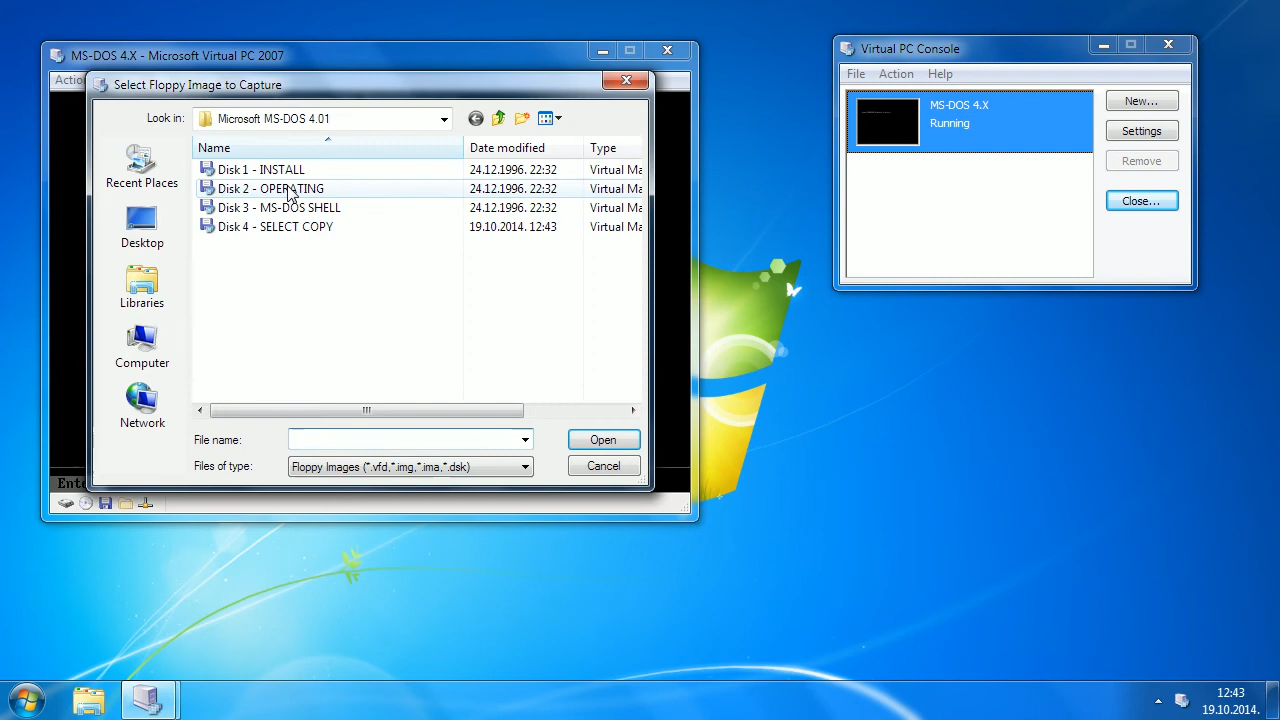 MS-DOS 4.X - Microsoft Virtual PC 2007
Actio
Select Floppy Image to Capture
Look in:
Microsoft MS-DOS 4.01
Name
Date modified
Type
Disk 1 - INSTALL
24.12.1996. 22:32
Virtual Ma
Disk 2 - OPERATING
24.12.1996. 22:32
Virtual Ma
Disk 3 - MS-DOS SHELL
24.12.1996. 22:32
Virtual Ma
Disk 4 - SELECT COPY
19.10.2014. 12:43
Virtual Ma
Recent Places
Desktop
Libraries
Computer
Network
File name:
Open
Files of type:
Floppy Images (*.vfd,*.img,*.ima,*.dsk)
Cancel
Ente
Virtual PC Console
File Action Help
MS-DOS 4.X
Running
New...
Settings
Remove
Close...
12:43
19.10.2014.